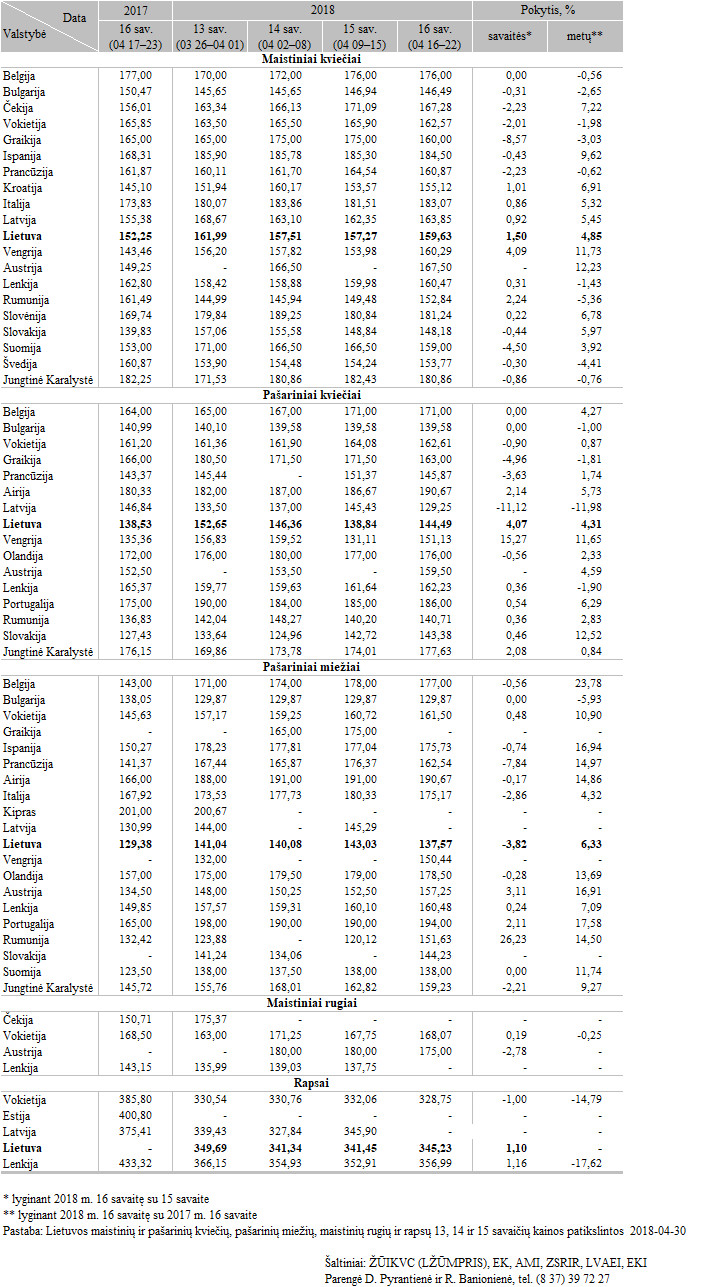 Data 2017 2018 Pokytis, %
Valstybė 16 sav. (04 17–23) 13 sav. (03 26–04 01) 14 sav. (04 02–08) 15 sav. (04 09–15) 16 sav. (04 16–22) savaitės* metų**
Maistiniai kviečiai
Belgija 177,00 170,00 172,00 176,00 176,00 0,00 -0,56
Bulgarija 150,47 145,65 145,65 146,94 146,49 -0,31 -2,65
Čekija 156,01 163,34 166,13 171,09 167,28 -2,23 7,22
Vokietija 165,85 163,50 165,50 165,90 162,57 -2,01 -1,98
Graikija 165,00 165,00 175,00 175,00 160,00 -8,57 -3,03
Ispanija 168,31 185,90 185,78 185,30 184,50 -0,43 9,62
Prancūzija 161,87 160,11 161,70 164,54 160,87 -2,23 -0,62
Kroatija 145,10 151,94 160,17 153,57 155,12 1,01 6,91
Italija 173,83 180,07 183,86 181,51 183,07 0,86 5,32
Latvija 155,38 168,67 163,10 162,35 163,85 0,92 5,45
Lietuva 152,25 161,99 157,51 157,27 159,63 1,50 4,85
Vengrija 143,46 156,20 157,82 153,98 160,29 4,09 11,73
Austrija 149,25 - 166,50 - 167,50 - 12,23
Lenkija 162,80 158,42 158,88 159,98 160,47 0,31 -1,43
Rumunija 161,49 144,99 145,94 149,48 152,84 2,24 -5,36
Slovėnija 169,74 179,84 189,25 180,84 181,24 0,22 6,78
Slovakija 139,83 157,06 155,58 148,84 148,18 -0,44 5,97
Suomija 153,00 171,00 166,50 166,50 159,00 -4,50 3,92
Švedija 160,87 153,90 154,48 154,24 153,77 -0,30 -4,41
Jungtinė Karalystė 182,25 171,53 180,86 182,43 180,86 -0,86 -0,76
Pašariniai kviečiai
Belgija 164,00 165,00 167,00 171,00 171,00 0,00 4,27
Bulgarija 140,99 140,10 139,58 139,58 139,58 0,00 -1,00
Vokietija 161,20 161,36 161,90 164,08 162,61 -0,90 0,87
Graikija 166,00 180,50 171,50 171,50 163,00 -4,96 -1,81
Prancūzija 143,37 145,44 - 151,37 145,87 -3,63 1,74
Airija 180,33 182,00 187,00 186,67 190,67 2,14 5,73
Latvija 146,84 133,50 137,00 145,43 129,25 -11,12 -11,98
Lietuva 138,53 152,65 146,36 138,84 144,49 4,07 4,31
Vengrija 135,36 156,83 159,52 131,11 151,13 15,27 11,65
Olandija 172,00 176,00 180,00 177,00 176,00 -0,56 2,33
Austrija 152,50 - 153,50 - 159,50 - 4,59
Lenkija 165,37 159,77 159,63 161,64 162,23 0,36 -1,90
Portugalija 175,00 190,00 184,00 185,00 186,00 0,54 6,29
Rumunija 136,83 142,04 148,27 140,20 140,71 0,36 2,83
Slovakija 127,43 133,64 124,96 142,72 143,38 0,46 12,52
Jungtinė Karalystė 176,15 169,86 173,78 174,01 177,63 2,08 0,84
Pašariniai miežiai
Belgija 143,00 171,00 174,00 178,00 177,00 -0,56 23,78
Bulgarija 138,05 129,87 129,87 129,87 129,87 0,00 -5,93
Vokietija 145,63 157,17 159,25 160,72 161,50 0,48 10,90
Graikija - - 165,00 175,00 - - -
Ispanija 150,27 178,23 177,81 177,04 175,73 -0,74 16,94
Prancūzija 141,37 167,44 165,87 176,37 162,54 -7,84 14,97
Airija 166,00 188,00 191,00 191,00 190,67 -0,17 14,86
Italija 167,92 173,53 177,73 180,33 175,17 -2,86 4,32
Kipras 201,00 200,67 - - - - -
Latvija 130,99 144,00 - 145,29 - - -
Lietuva 129,38 141,04 140,08 143,03 137,57 -3,82 6,33
Vengrija - 132,00 - - 150,44 - -
Olandija 157,00 175,00 179,50 179,00 178,50 -0,28 13,69
Austrija 134,50 148,00 150,25 152,50 157,25 3,11 16,91
Lenkija 149,85 157,57 159,31 160,10 160,48 0,24 7,09
Portugalija 165,00 198,00 190,00 190,00 194,00 2,11 17,58
Rumunija 132,42 123,88 - 120,12 151,63 26,23 14,50
Slovakija - 141,24 134,06 - 144,23 - -
Suomija 123,50 138,00 137,50 138,00 138,00 0,00 11,74
Jungtinė Karalystė 145,72 155,76 168,01 162,82 159,23 -2,21 9,27
Maistiniai rugiai
Čekija 150,71 175,37 - - - - -
Vokietija 168,50 163,00 171,25 167,75 168,07 0,19 -0,25
Austrija - - 180,00 180,00 175,00 -2,78 -
Lenkija 143,15 135,99 139,03 137,75 - - -
Rapsai
Vokietija 385,80 330,54 330,76 332,06 328,75 -1,00 -14,79
Estija 400,80 - - - - - -
Latvija 375,41 339,43 327,84 345,90 - - -
Lietuva - 349,69 341,34 341,45 345,23 1,10 -
Lenkija 433,32 366,15 354,93 352,91 356,99 1,16 -17,62
* lyginant 2018 m. 16 savaitę su 15 savaite
** lyginant 2018 m. 16 savaitę su 2017 m. 16 savaite
Pastaba: Lietuvos maistinių ir pašarinių kviečių, pašarinių miežių, maistinių rugių ir rapsų 13, 14 ir 15 savaičių kainos patikslintos 2018-04-30
Šaltiniai: ŽŪIKVC (LŽŪMPRIS), EK, AMI, ZSRIR, LVAEI, EKI
Parengė D. Pyrantienė ir R. Banionienė, tel. (8 37) 39 72 27